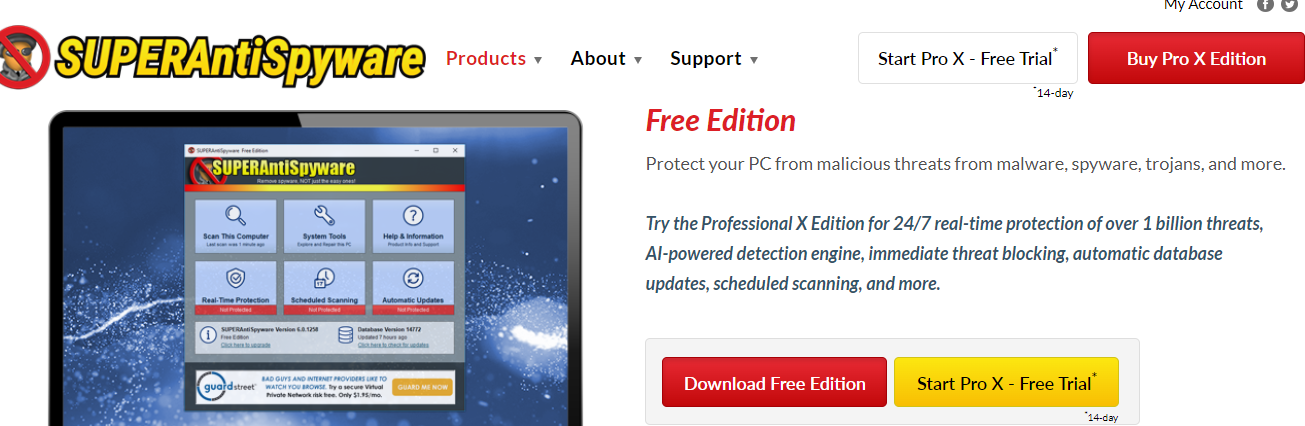 My Account
SUPERAntiSpyware
Products
About
Support
Start Pro X - Free Trial*
*14-day
Buy Pro X Edition
Free Edition
Protect your PC from malicious threats from malware, spyware, trojans, and more.
Try the Professional X Edition for 24/7 real-time protection of over 1 billion threats,
AI-powered detection engine, immediate threat blocking, automatic database
updates, scheduled scanning, and more.
Download Free Edition
Start Pro X - Free Trial*
*14-day
SUPERAntiSpyware Free Edition
SUPERAntiSpyware
Remove spyware, NOT just the easy ones!
Scan This Computer
Last scan was 1 minute ago
System Tools
Explore and Repair this PC
Help & Information
Product Info and Support
Real-Time Protection
Not Protected
Scheduled Scanning
Not Protected
Automatic Updates
Not Protected
SUPERAntiSpyware Version 6.0.1250
Free Edition
Click here to upgrade
Database Version 14772
Updated 7 hours ago
Click here to check for updates
guardstreet
BAD GUYS AND INTERNET PROVIDERS LIKE TO
WATCH YOU BROWSE. Try a secure Virtual
Private Network risk free. Only $1.95/mo.
GUARD ME NOW